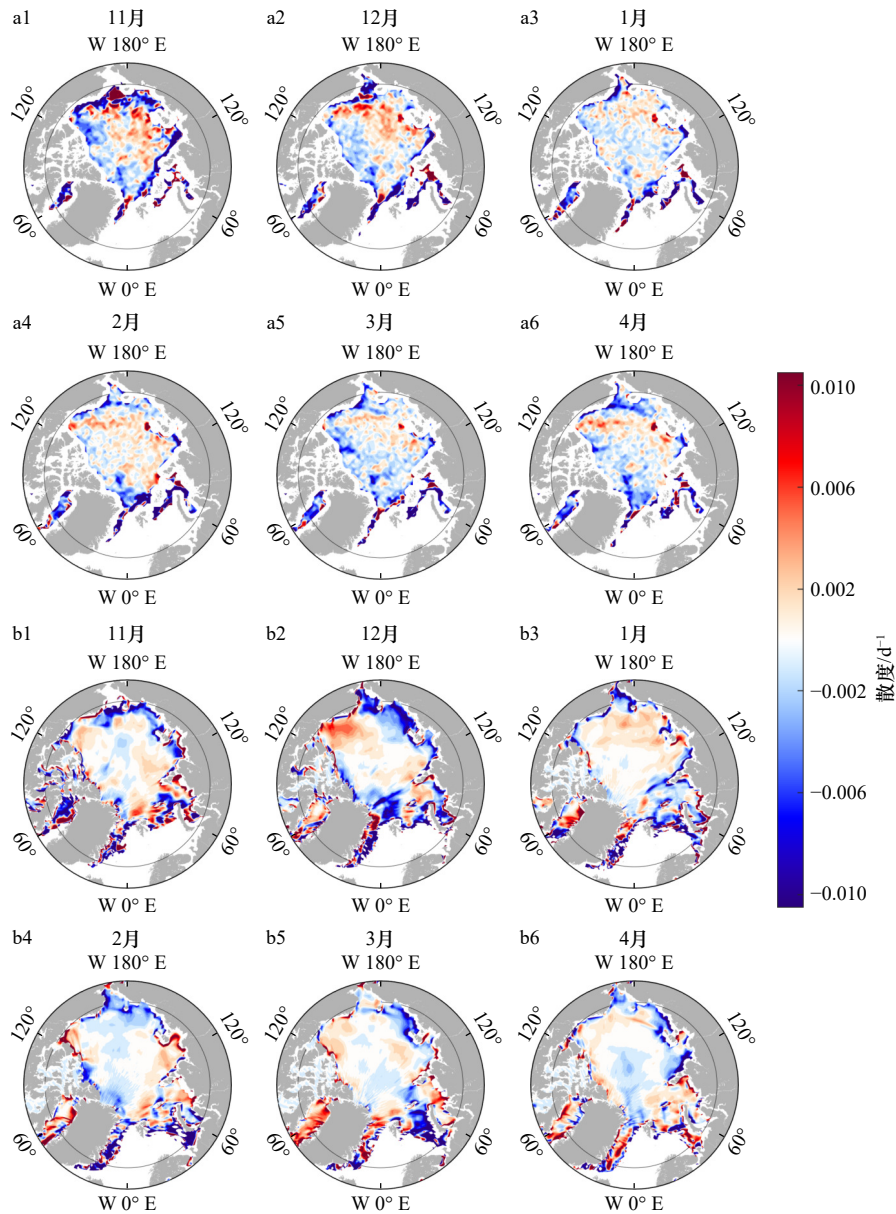 a1 11月 a2 12月 a3 1月
W 180° E W 180° E W 180° E
120° 120° 120° 120° 120° 120°
60° 60° 60° 60° 60° 60°
W 0° E W 0° E W 0° E
a4 2月 a5 3月 a6 4月
W 180° E W 180° E W 180° E
120° 120° 120° 120° 120° 120°
60° 60° 60° 60° 60° 60°
W 0° E W 0° E W 0° E
b1 11月 b2 12月 b3 1月
W 180° E W 180° E W 180° E
120° 120° 120° 120° 120° 120°
60° 60° 60° 60° 60° 60°
W 0° E W 0° E W 0° E
b4 2月 b5 3月 b6 4月
W 180° E W 180° E W 180° E
120° 120° 120° 120° 120° 120°
60° 60° 60° 60° 60° 60°
W 0° E W 0° E W 0° E
0.010
0.006
0.002
−0.002
−0.006
−0.010
散度/d⁻¹